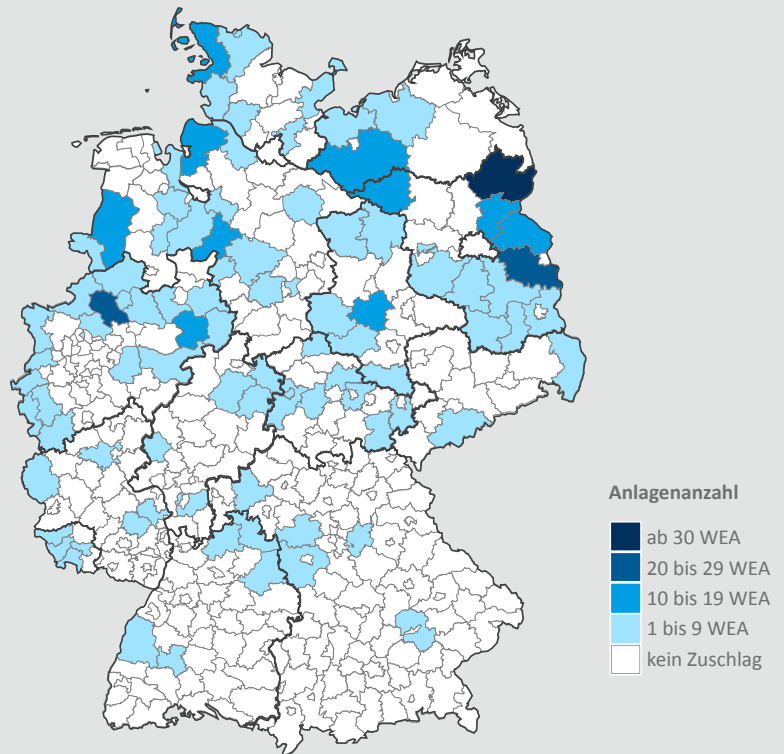 Anlagenanzahl
ab 30 WEA
20 bis 29 WEA
10 bis 19 WEA
1 bis 9 WEA
kein Zuschlag